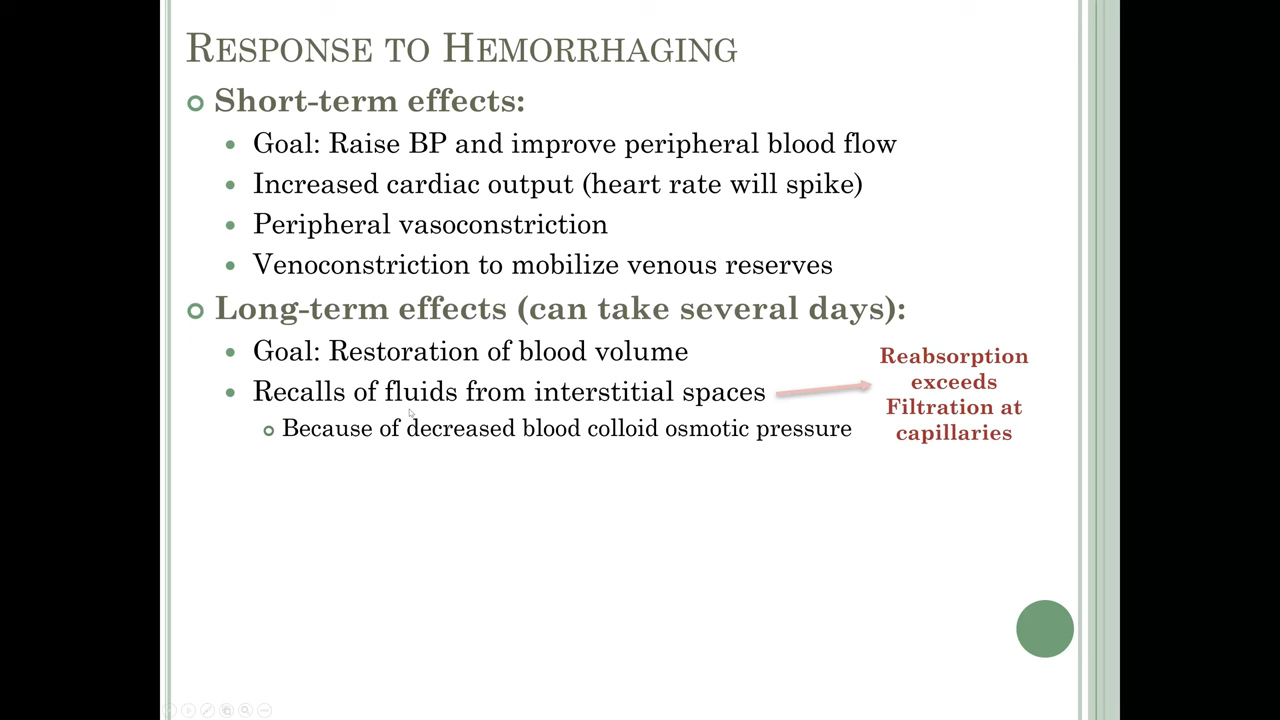 RESPONSE TO HEMORRHAGING
Short-term effects:
Goal: Raise BP and improve peripheral blood flow
Increased cardiac output (heart rate will spike)
Peripheral vasoconstriction
Venoconstriction to mobilize venous reserves
Long-term effects (can take several days):
Goal: Restoration of blood volume
Recalls of fluids from interstitial spaces
Because of decreased blood colloid osmotic pressure
Reabsorption
exceeds
Filtration at
capillaries